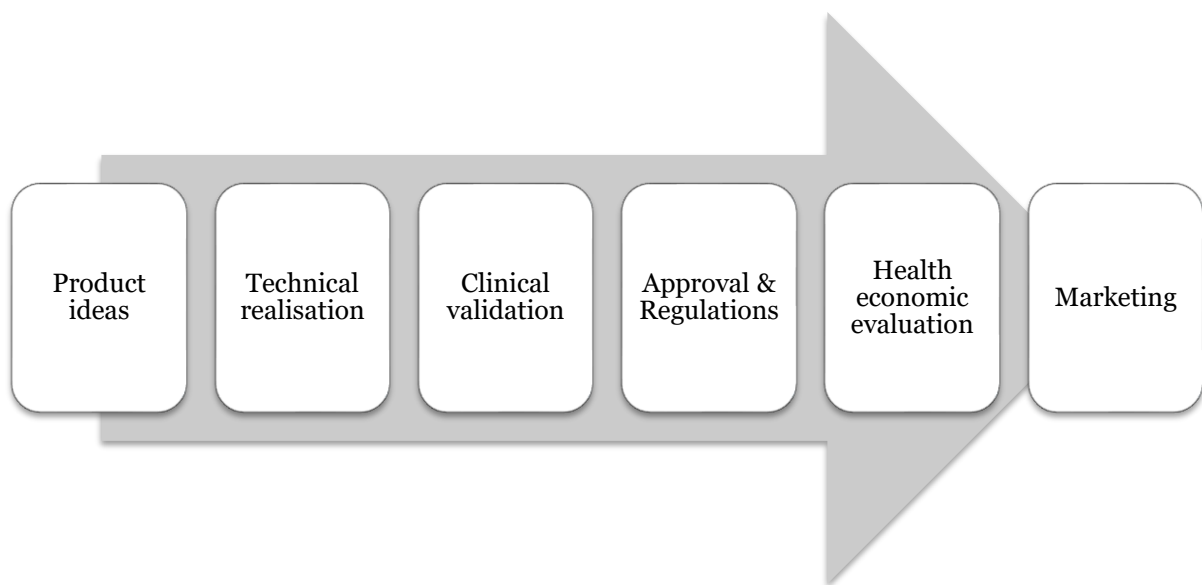 Product
ideas
Technical
realisation
Clinical
validation
Approval &
Regulations
Health
economic
evaluation
Marketing